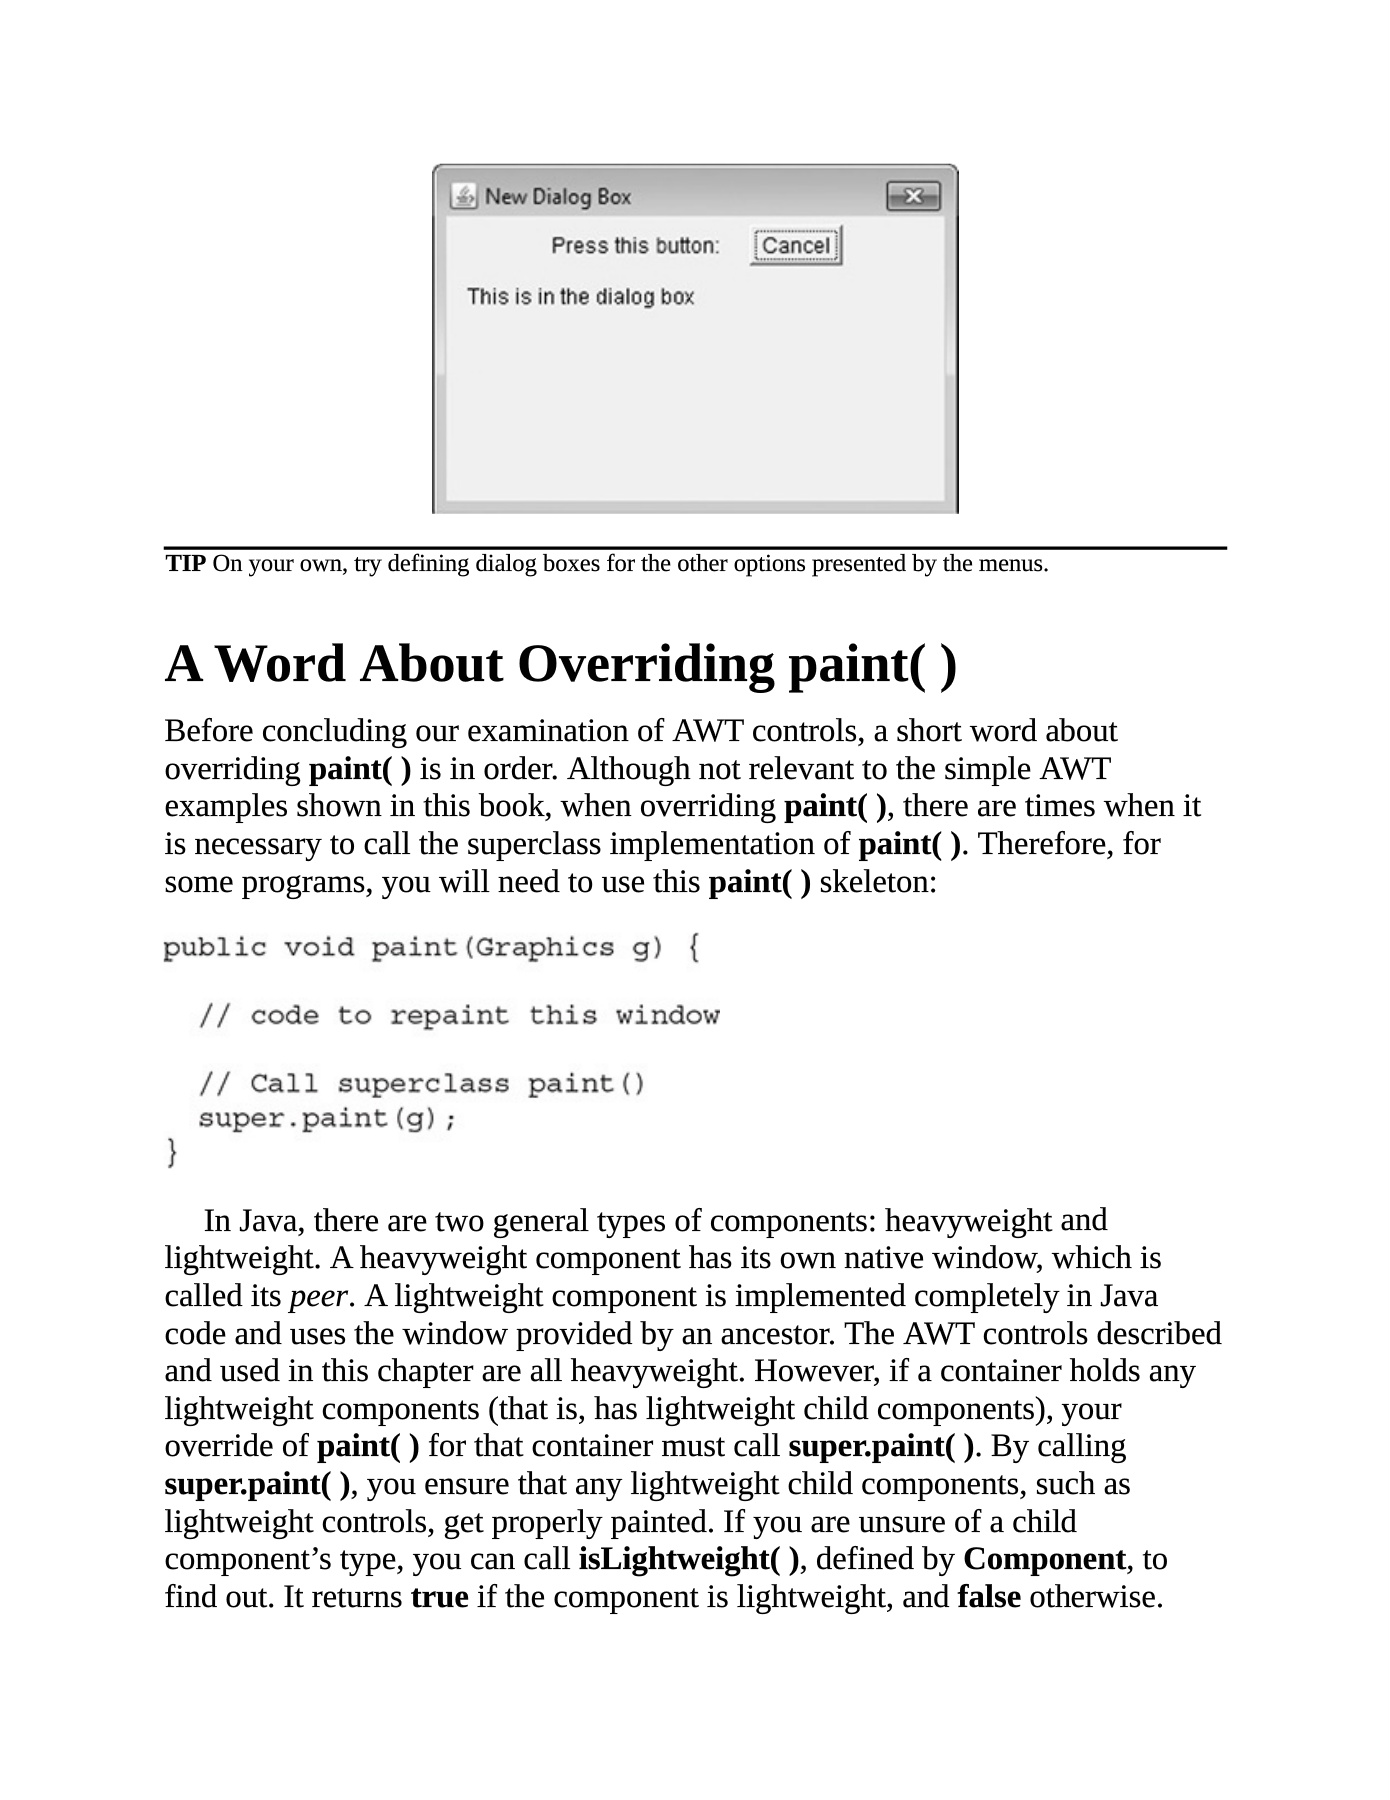 New Dialog Box
Press this button: Cancel
This is in the dialog box
TIP On your own, try defining dialog boxes for the other options presented by the menus.
A Word About Overriding paint( )
Before concluding our examination of AWT controls, a short word about
overriding paint( ) is in order. Although not relevant to the simple AWT
examples shown in this book, when overriding paint( ), there are times when it
is necessary to call the superclass implementation of paint( ). Therefore, for
some programs, you will need to use this paint( ) skeleton:
public void paint(Graphics g) {
// code to repaint this window
// Call superclass paint()
super.paint(g);
}
In Java, there are two general types of components: heavyweight and
lightweight. A heavyweight component has its own native window, which is
called its peer. A lightweight component is implemented completely in Java
code and uses the window provided by an ancestor. The AWT controls described
and used in this chapter are all heavyweight. However, if a container holds any
lightweight components (that is, has lightweight child components), your
override of paint( ) for that container must call super.paint( ). By calling
super.paint( ), you ensure that any lightweight child components, such as
lightweight controls, get properly painted. If you are unsure of a child
component’s type, you can call isLightweight( ), defined by Component, to
find out. It returns true if the component is lightweight, and false otherwise.